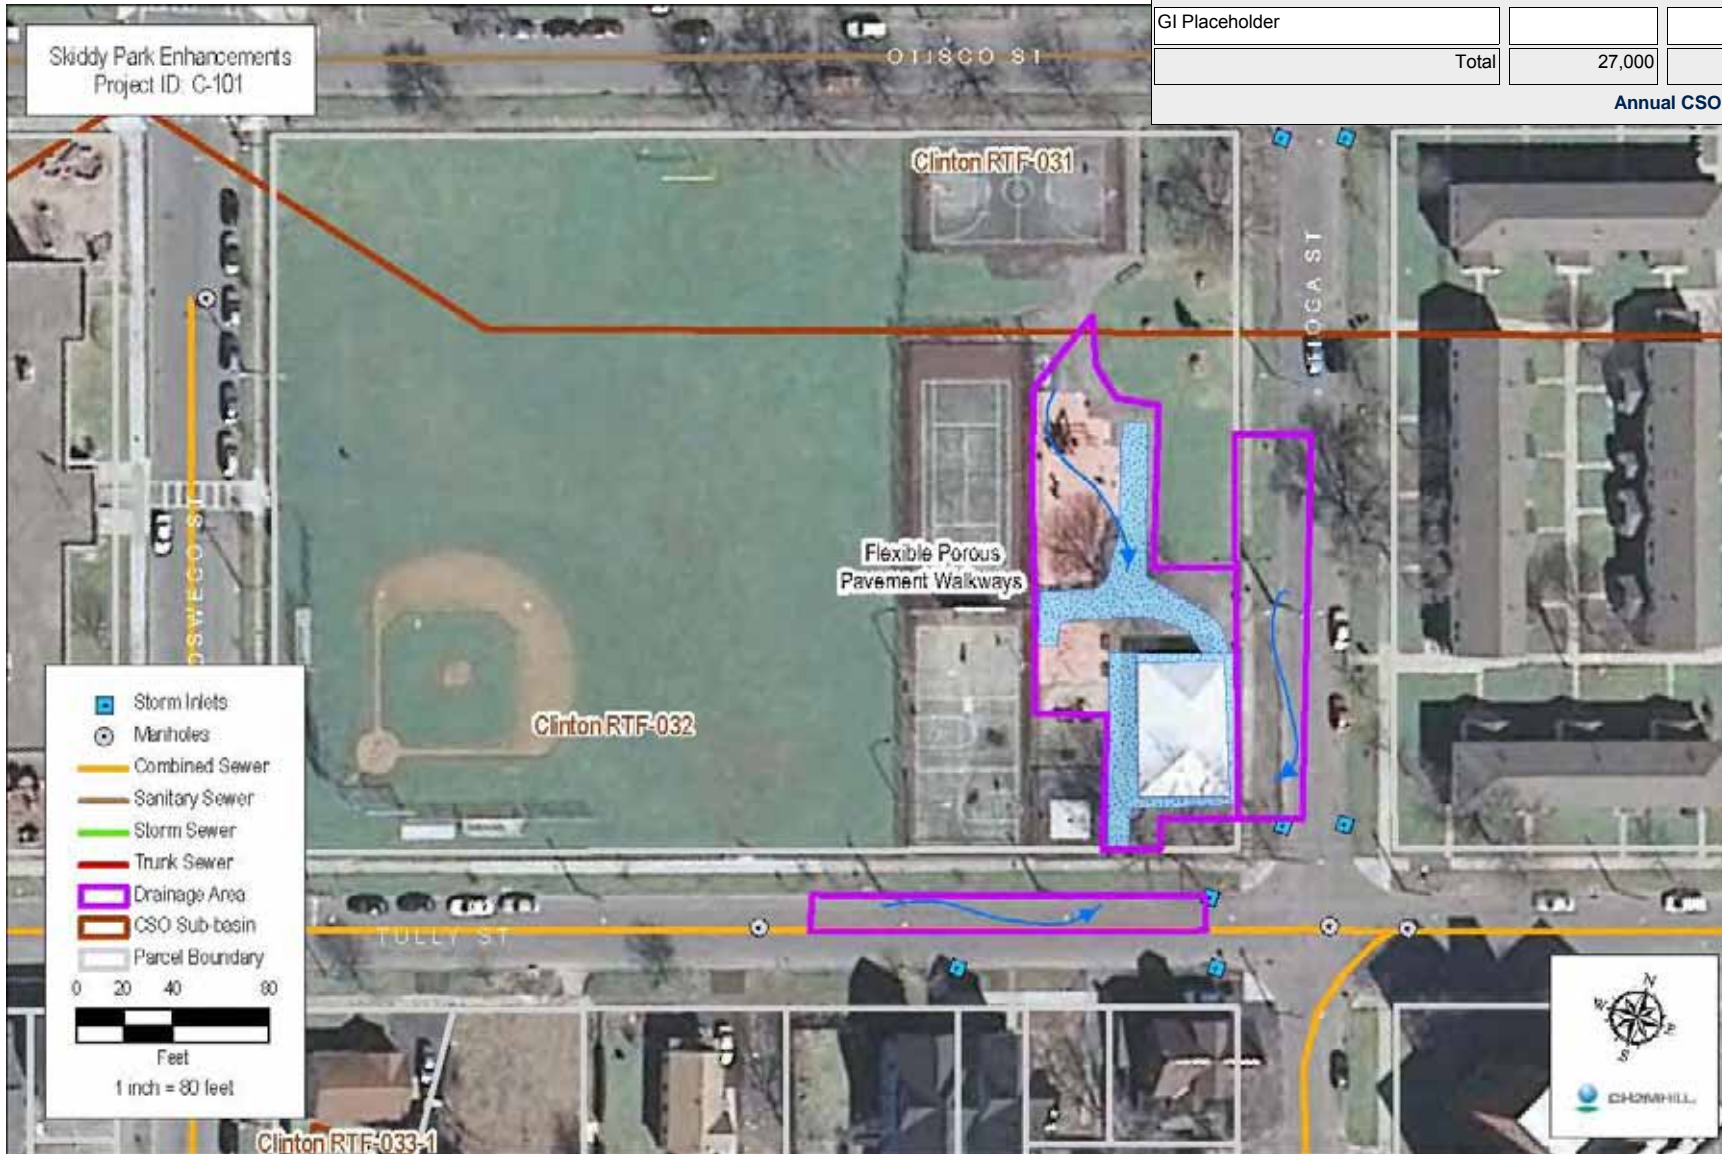 Skiddy Park Enhancements
Project ID: C-101
GI Placeholder
Total 27,000
Annual CSO
OTISCO ST
Clinton RTF-031
TIOGA ST
OSWEGO ST
Flexible Porous
Pavement Walkways
Clinton RTF-032
Storm Inlets
Manholes
Combined Sewer
Sanitary Sewer
Storm Sewer
Trunk Sewer
Drainage Area
CSO Sub-basin
Parcel Boundary
0 20 40 80
Feet
1 inch = 80 feet
TULLY ST
Clinton RTF-033-1
N
W E
S
CH2MHILL